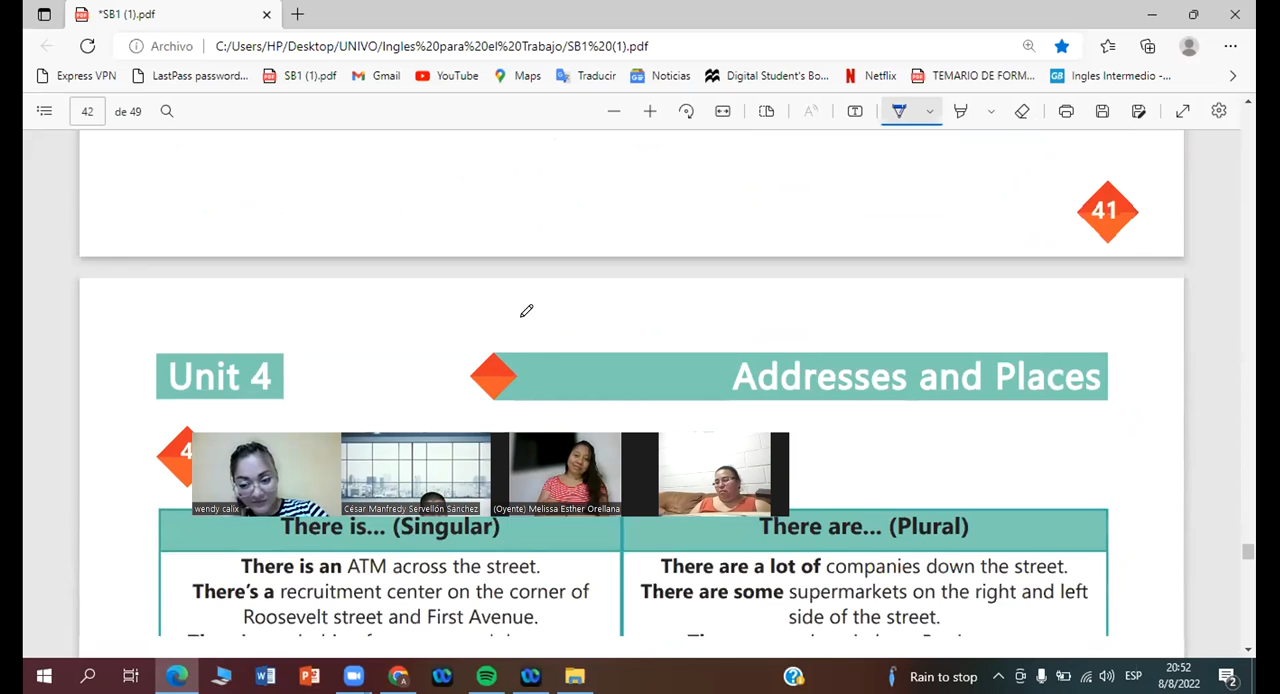 *SB1 (1).pdf
Archivo
C:/Users/HP/Desktop/UNIVO/Ingles%20para%20el%20Trabajo/SB1%20(1).pdf
Express VPN
LastPass password...
SB1 (1).pdf
Gmail
YouTube
Maps
Traducir
Noticias
Digital Student's Bo...
Netflix
TEMARIO DE FORM...
Ingles Intermedio -...
42
de 49
41
Unit 4
Addresses and Places
4
wendy calix
César Manfredy Servellón Sánchez
(Oyente) Melissa Esther Orellana
There is... (Singular)
There are... (Plural)
There is an ATM across the street.
There's a recruitment center on the corner of
Roosevelt street and First Avenue.
There are a lot of companies down the street.
There are some supermarkets on the right and left
side of the street.
Rain to stop
ESP
20:52
8/8/2022
2